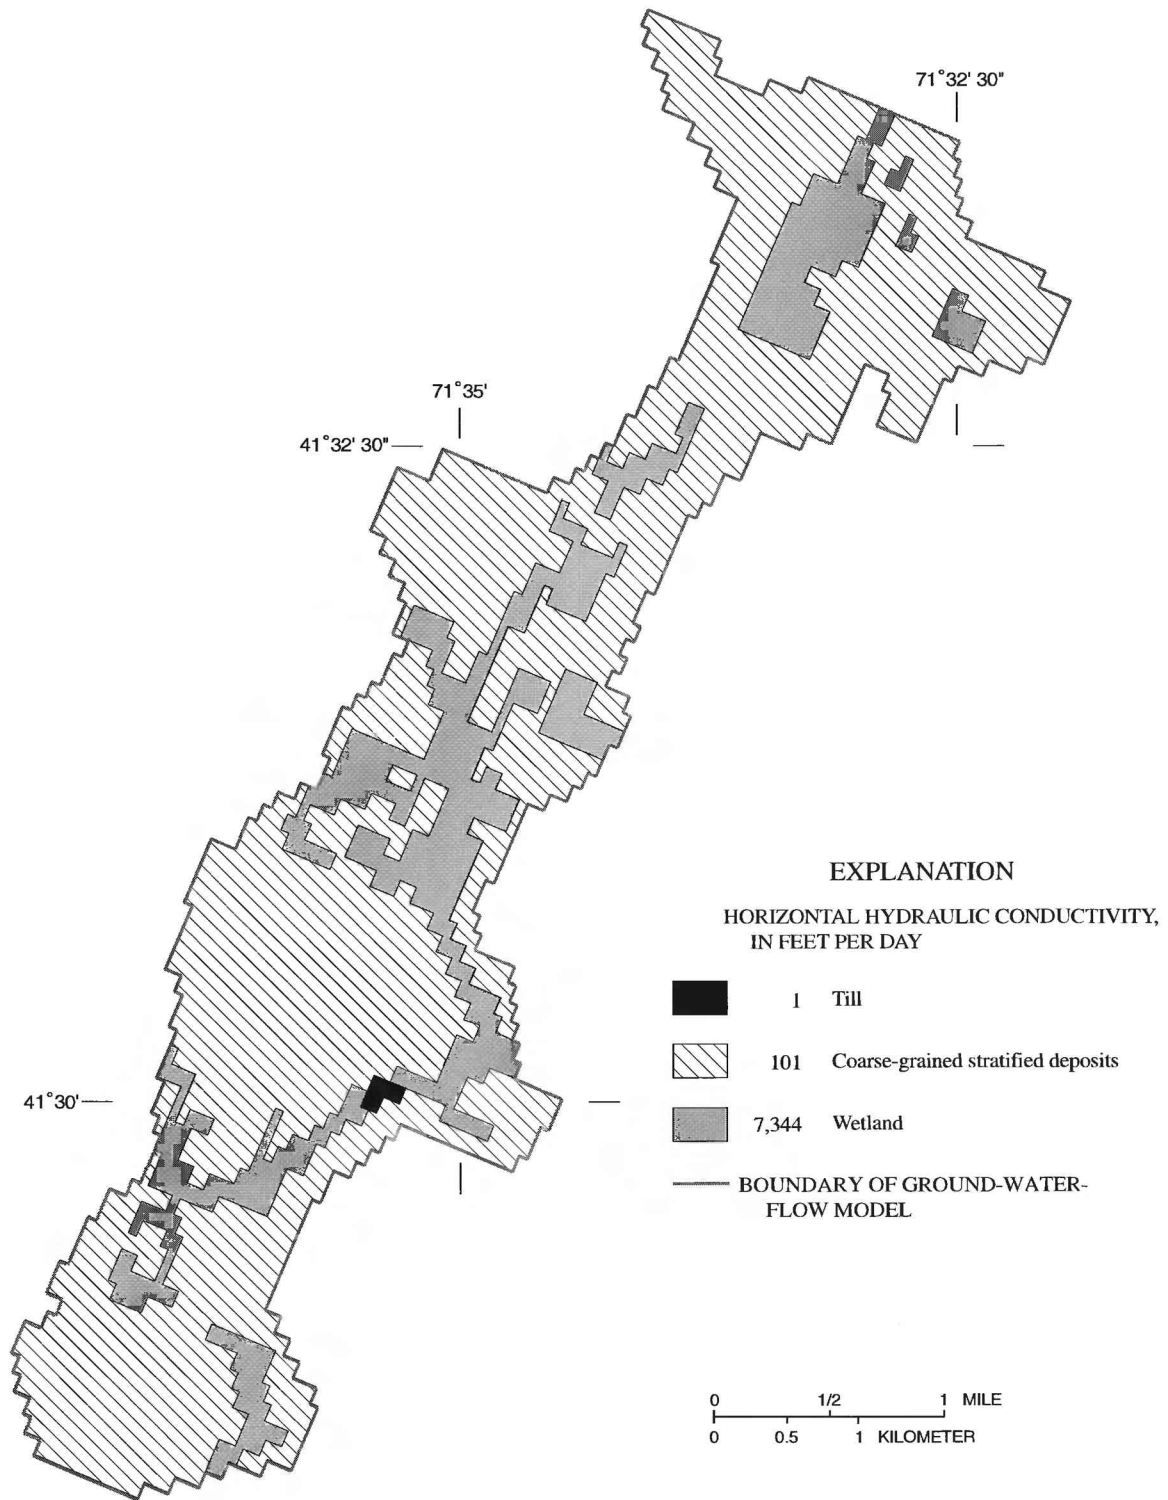 71°32' 30"
71°35'
41°32' 30"
EXPLANATION
HORIZONTAL HYDRAULIC CONDUCTIVITY,
IN FEET PER DAY
1 Till
101 Coarse-grained stratified deposits
41°30'
7,344 Wetland
BOUNDARY OF GROUND-WATER-
FLOW MODEL
0 1/2 1 MILE
0 0.5 1 KILOMETER